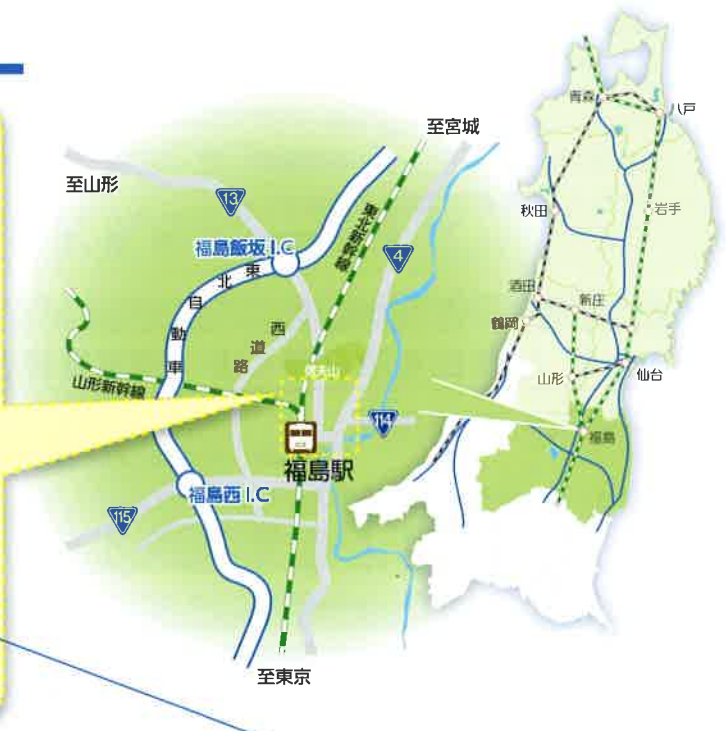 至宮城
至山形
13
東北新幹線
福島飯坂I.C
4
東北自動車
西道路
信夫山
山形新幹線
114
福島駅
福島西I.C
115
至東京
青森
八戸
秋田
岩手
酒田
新庄
鶴岡
山形
仙台
福島